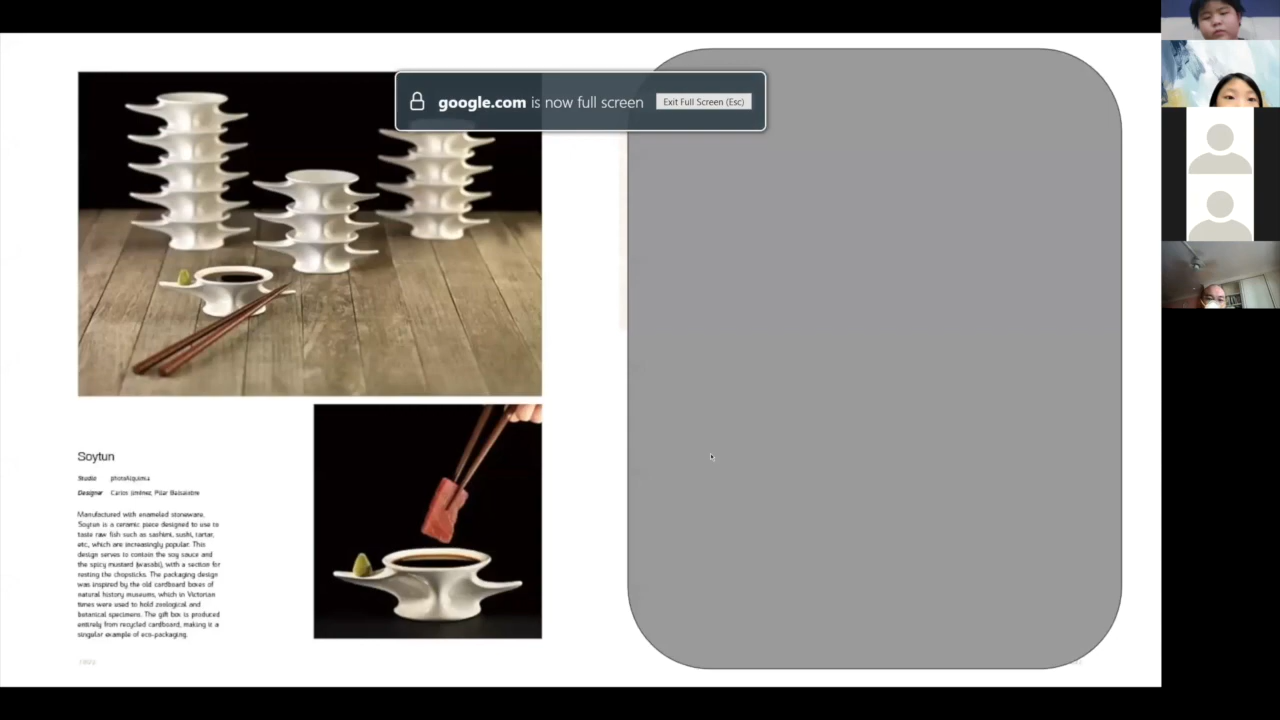 google.com is now full screen Exit Full Screen (Esc)
Soytun
Studio photoAlquimia
Designer Carlos Jiménez, Pilar
Manufactured with enameled stoneware,
Soytun is a ceramic piece designed to use to
taste raw fish such as sashimi, sushi, tartar,
etc., which are increasingly popular. This
design serves to contain the soy sauce and
the spicy mustard (wasabi), with a section for
resting the chopsticks. The packaging design
was inspired by the old cardboard boxes of
natural history museums, which in Victorian
times were used to hold zoological and
botanical specimens. The gift box is produced
entirely from recycled cardboard, making it a
singular example of eco-packaging.